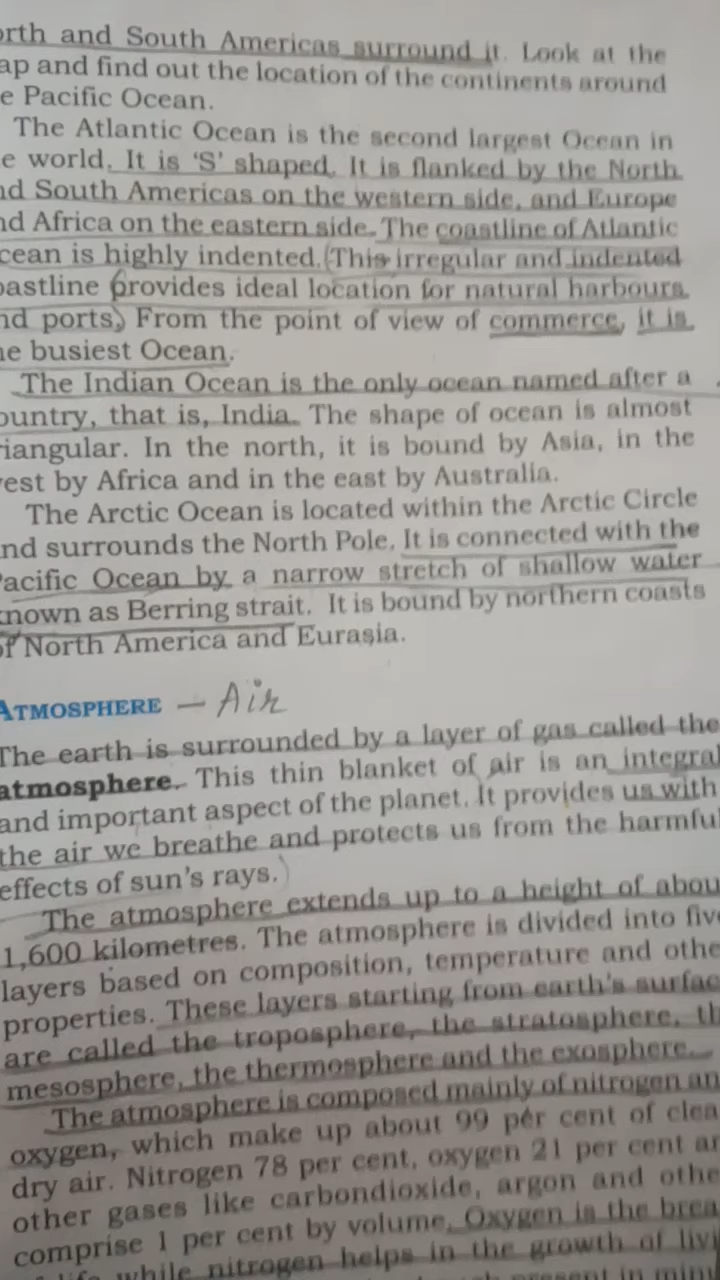 orth and South Americas surround it. Look at the
ap and find out the location of the continents around
e Pacific Ocean.
The Atlantic Ocean is the second largest Ocean in
e world. It is 'S' shaped. It is flanked by the North
nd South Americas on the western side, and Europe
nd Africa on the eastern side. The coastline of Atlantic
cean is highly indented. (This irregular and indented
oastline provides ideal location for natural harbours
nd ports) From the point of view of commerce, it is
he busiest Ocean.
The Indian Ocean is the only ocean named after a
ountry, that is, India. The shape of ocean is almost
riangular. In the north, it is bound by Asia, in the
vest by Africa and in the east by Australia.
The Arctic Ocean is located within the Arctic Circle
nd surrounds the North Pole. It is connected with the
Pacific Ocean by a narrow stretch of shallow water
known as Berring strait. It is bound by northern coasts
of North America and Eurasia.
ATMOSPHERE – Air
The earth is surrounded by a layer of gas called the
atmosphere. This thin blanket of air is an integral
and important aspect of the planet. It provides us with
the air we breathe and protects us from the harmful
effects of sun's rays.)
The atmosphere extends up to a height of abou
1,600 kilometres. The atmosphere is divided into five
layers based on composition, temperature and othe
properties. These layers starting from earth's surfac
are called the troposphere, the stratosphere, th
mesosphere, the thermosphere and the exosphere.
The atmosphere is composed mainly of nitrogen an
oxygen, which make up about 99 per cent of clea
dry air. Nitrogen 78 per cent, oxygen 21 per cent an
other gases like carbondioxide, argon and othe
comprise 1 per cent by volume. Oxygen is the brea
life while nitrogen helps in the growth of livi
present in